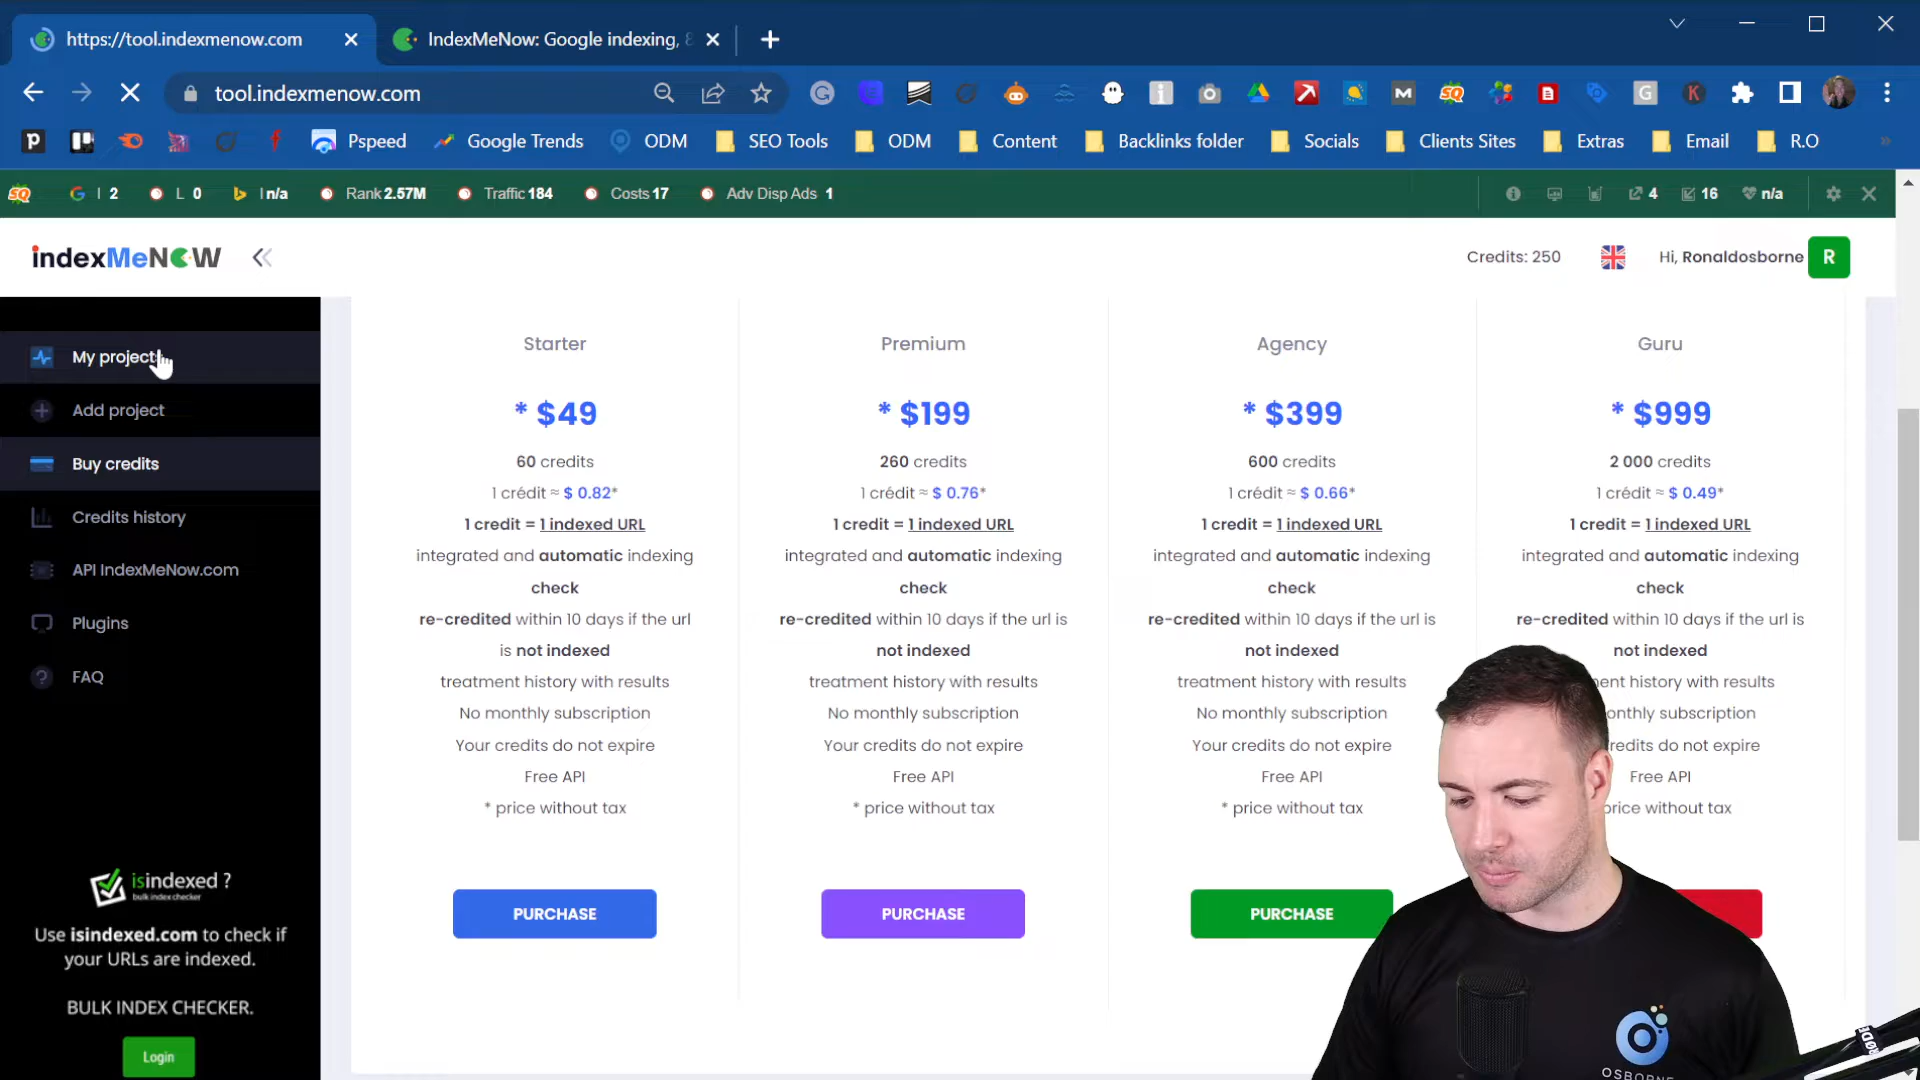 https://tool.indexmenow.com
IndexMeNow: Google indexing,
tool.indexmenow.com
Pspeed
Google Trends
ODM
SEO Tools
ODM
Content
Backlinks folder
Socials
Clients Sites
Extras
Email
R.O
SQ
I 2
L 0
I n/a
Rank 2.57M
Traffic 184
Costs 17
Adv Disp Ads 1
4
16
n/a
indexMeNOW
Credits: 250
Hi, Ronaldosborne
R
My project
Add project
Buy credits
Credits history
API IndexMeNow.com
Plugins
FAQ
isindexed ?
bulk index checker
Use isindexed.com to check if
your URLs are indexed.
BULK INDEX CHECKER.
Login
Starter
* $49
60 credits
1 crédit ≈ $ 0.82*
1 credit = 1 indexed URL
integrated and automatic indexing
check
re-credited within 10 days if the url
is not indexed
treatment history with results
No monthly subscription
Your credits do not expire
Free API
* price without tax
PURCHASE
Premium
* $199
260 credits
1 crédit ≈ $ 0.76*
1 credit = 1 indexed URL
integrated and automatic indexing
check
re-credited within 10 days if the url is
not indexed
treatment history with results
No monthly subscription
Your credits do not expire
Free API
* price without tax
PURCHASE
Agency
* $399
600 credits
1 crédit ≈ $ 0.66*
1 credit = 1 indexed URL
integrated and automatic indexing
check
re-credited within 10 days if the url is
not indexed
treatment history with results
No monthly subscription
Your credits do not expire
Free API
* price without tax
PURCHASE
Guru
* $999
2 000 credits
1 crédit ≈ $ 0.49*
1 credit = 1 indexed URL
integrated and automatic indexing
check
re-credited within 10 days if the url is
not indexed
history with results
subscription
do not expire
Free API
price without tax
OSBORNE